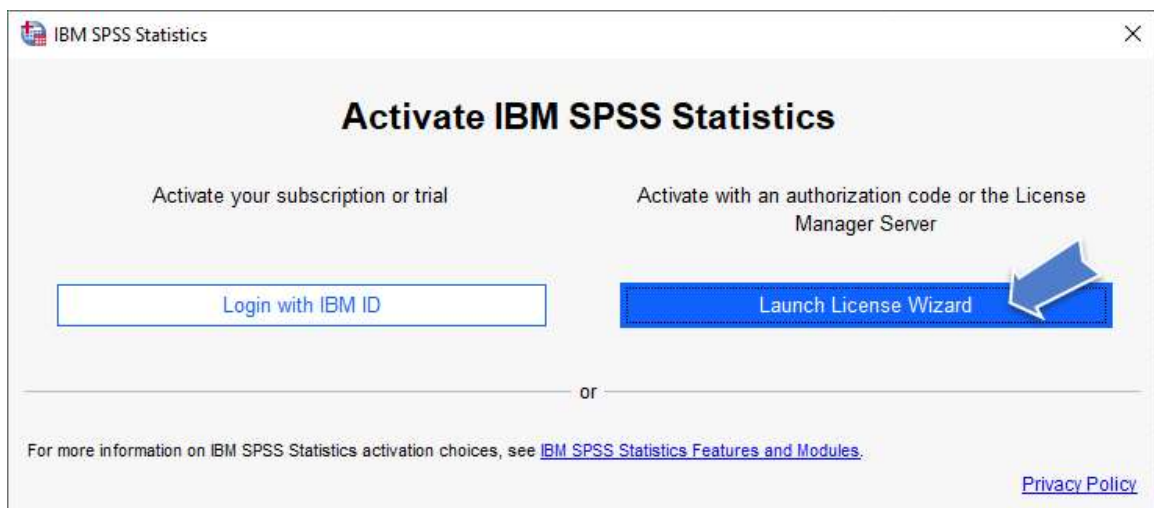 IBM SPSS Statistics
Activate IBM SPSS Statistics
Activate your subscription or trial
Login with IBM ID
Activate with an authorization code or the License
Manager Server
Launch License Wizard
or
For more information on IBM SPSS Statistics activation choices, see IBM SPSS Statistics Features and Modules.
Privacy Policy